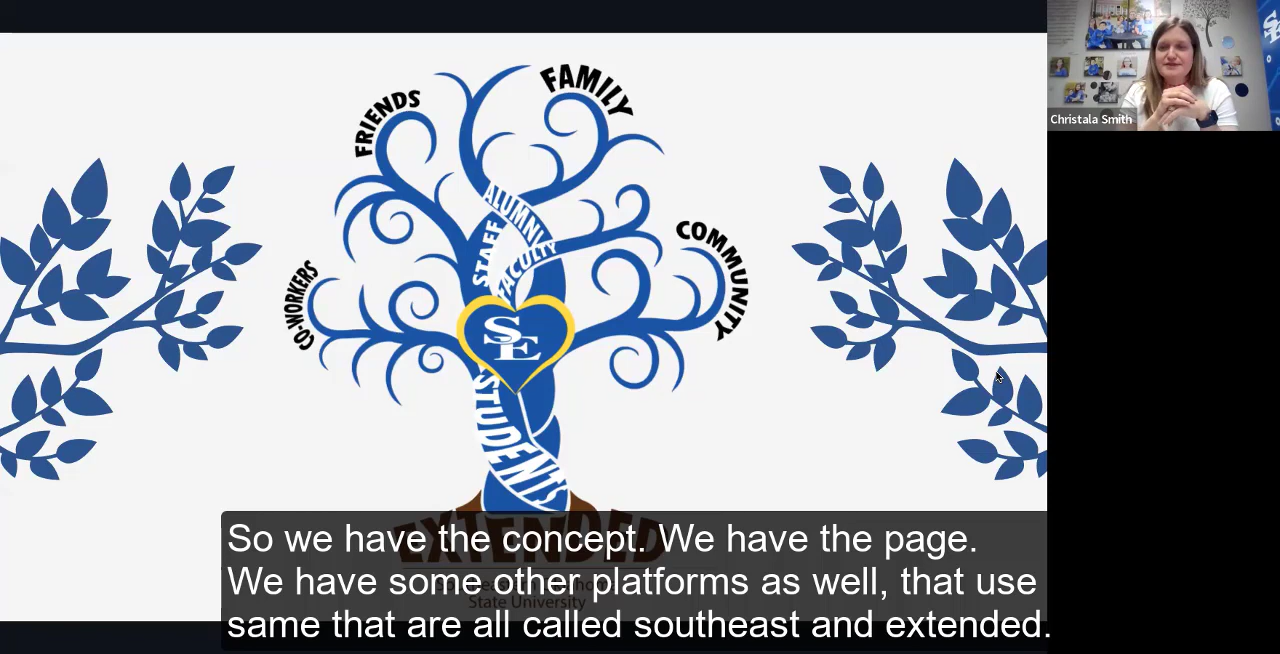 FRIENDS
FAMILY
ALUMNI
STAFF
FACULTY
COMMUNITY
CO-WORKERS
SE
STUDENTS
EXTENDED
State University
So we have the concept. We have the page.
We have some other platforms as well, that use
same that are all called southeast and extended.
Christala Smith
SE